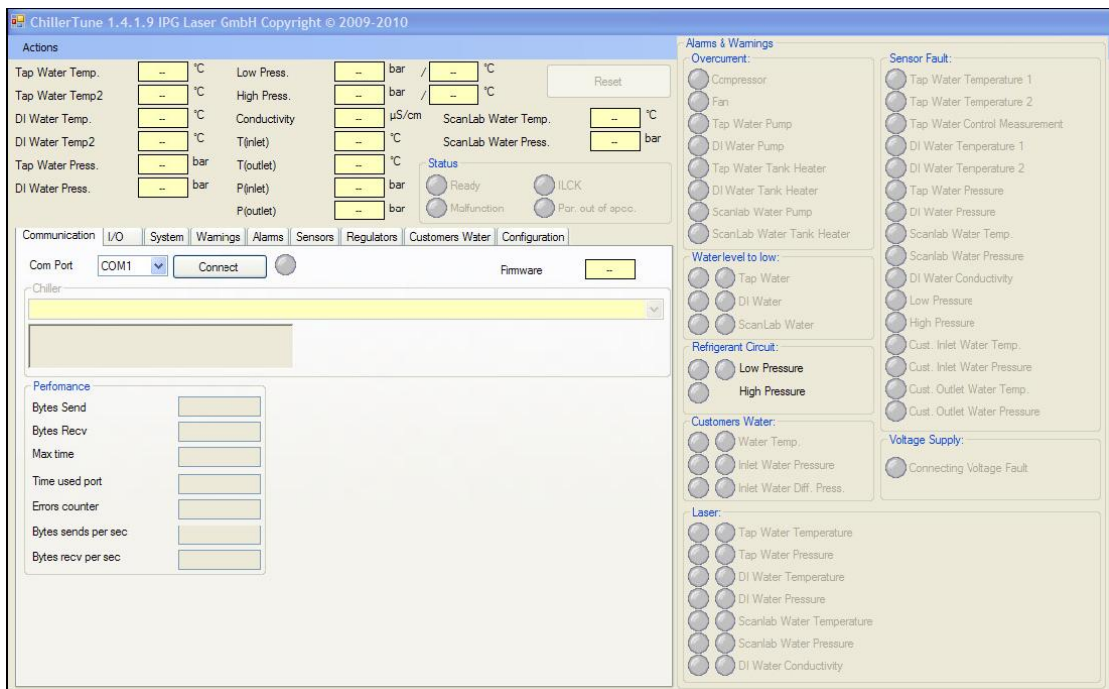 ChillerTune 1.4.1.9 IPG Laser GmbH Copyright © 2009-2010
Actions
Tap Water Temp. -- °C
Tap Water Temp2 -- °C
DI Water Temp. -- °C
DI Water Temp2 -- °C
Tap Water Press. -- bar
DI Water Press. -- bar
Low Press. -- bar / -- °C
High Press. -- bar / -- °C
Conductivity -- µS/cm
T(inlet) -- °C
T(outlet) -- °C
P(inlet) -- bar
P(outlet) -- bar
Reset
ScanLab Water Temp. -- °C
ScanLab Water Press. -- bar
Status
Ready ILCK
Malfunction Par. out of spec.
Communication I/O System Warnings Alarms Sensors Regulators Customers Water Configuration
Com Port COM1 Connect Firmware --
Chiller
Perfomance
Bytes Send
Bytes Recv
Max time
Time used port
Errors counter
Bytes sends per sec
Bytes recv per sec
Alarms & Warnings
Overcurrent:
Compressor
Fan
Tap Water Pump
DI Water Pump
Tap Water Tank Heater
DI Water Tank Heater
Scanlab Water Pump
ScanLab Water Tank Heater
Water level to low:
Tap Water
DI Water
ScanLab Water
Refrigerant Circuit:
Low Pressure
High Pressure
Customers Water:
Water Temp.
Inlet Water Pressure
Inlet Water Diff. Press.
Sensor Fault:
Tap Water Temperature 1
Tap Water Temperature 2
Tap Water Control Measurement
DI Water Temperature 1
DI Water Temperature 2
Tap Water Pressure
DI Water Pressure
Scanlab Water Temp.
Scanlab Water Pressure
DI Water Conductivity
Low Pressure
High Pressure
Cust. Inlet Water Temp.
Cust. Inlet Water Pressure
Cust. Outlet Water Temp.
Cust. Outlet Water Pressure
Voltage Supply:
Connecting Voltage Fault
Laser:
Tap Water Temperature
Tap Water Pressure
DI Water Temperature
DI Water Pressure
Scanlab Water Temperature
Scanlab Water Pressure
DI Water Conductivity